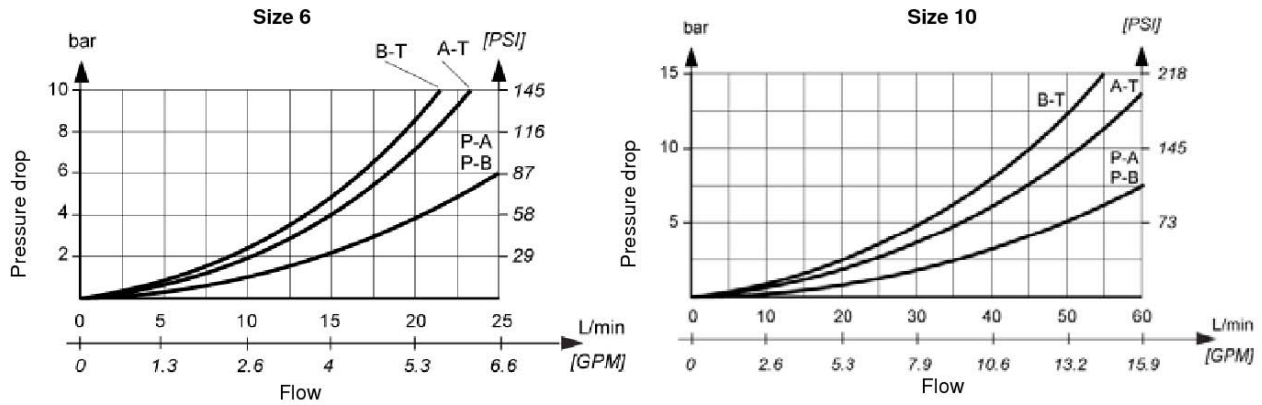 Size 6
bar
B-T A-T [PSI]
10 145
8 116
P-A
P-B
6 87
4 58
2 29
Pressure drop
0 5 10 15 20 25 L/min
0 1.3 2.6 4 5.3 6.6 [GPM]
Flow
Size 10
bar [PSI]
15 218
B-T A-T
10 145
P-A
P-B
5 73
Pressure drop
0 10 20 30 40 50 60 L/min
0 2.6 5.3 7.9 10.6 13.2 15.9 [GPM]
Flow